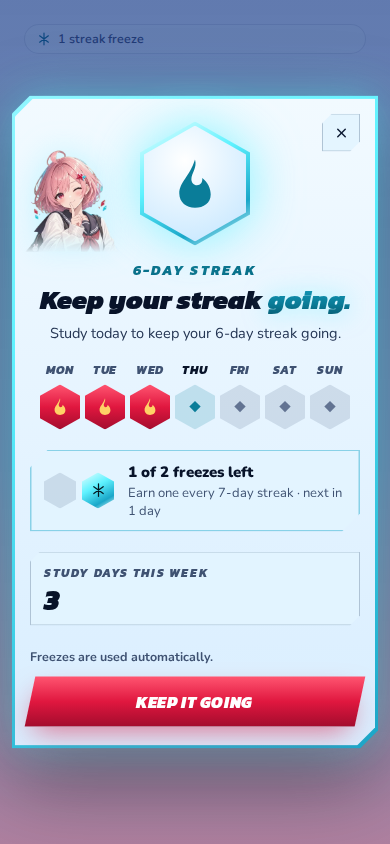 1 streak freeze
6-DAY STREAK
Keep your streak going.
Study today to keep your 6-day streak going.
MON TUE WED THU FRI SAT SUN
1 of 2 freezes left
Earn one every 7-day streak · next in
1 day
STUDY DAYS THIS WEEK
3
Freezes are used automatically.
KEEP IT GOING